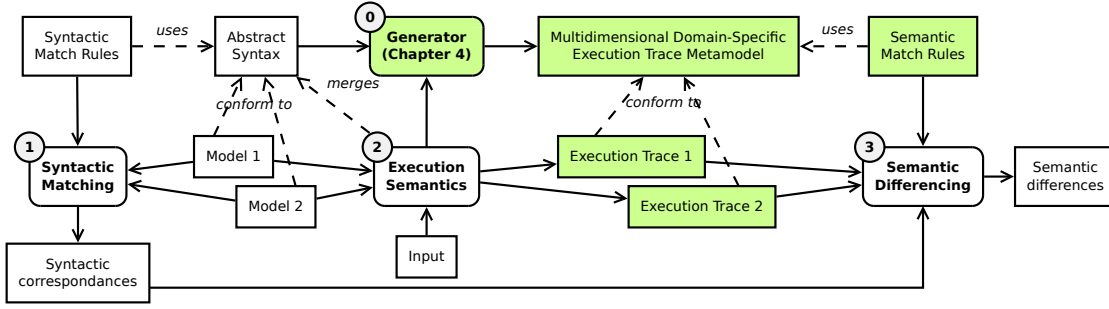 0
Syntactic
Match Rules
uses
Abstract
Syntax
Generator
(Chapter 4)
Multidimensional Domain-Specific
Execution Trace Metamodel
uses
Semantic
Match Rules
merges
conform to
conform to
1
Syntactic
Matching
Model 1
Model 2
2
Execution
Semantics
Execution Trace 1
Execution Trace 2
3
Semantic
Differencing
Semantic
differences
Input
Syntactic
correspondances